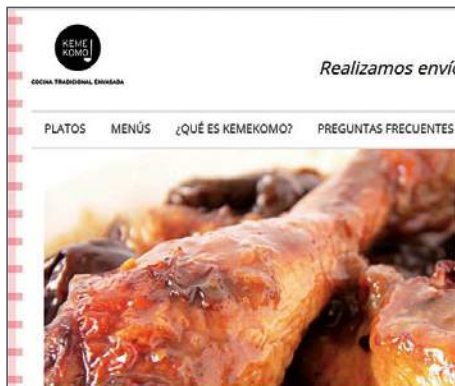 KEME
KOMO
COCINA TRADICIONAL ENVASADA
Realizamos enví
PLATOS MENÚS ¿QUÉ ES KEMEKOMO? PREGUNTAS FRECUENTES